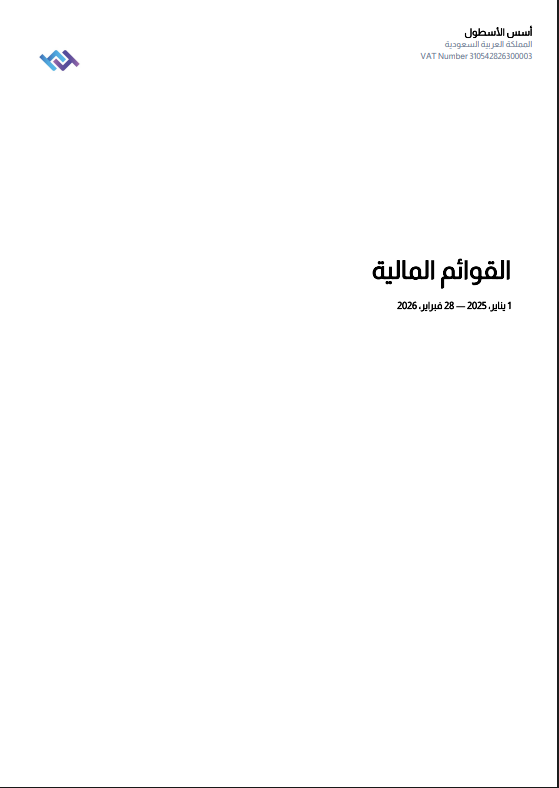 أسس الأسطول
المملكة العربية السعودية
VAT Number 310542826300003
القوائم المالية
1 يناير، 2025 — 28 فبراير، 2026